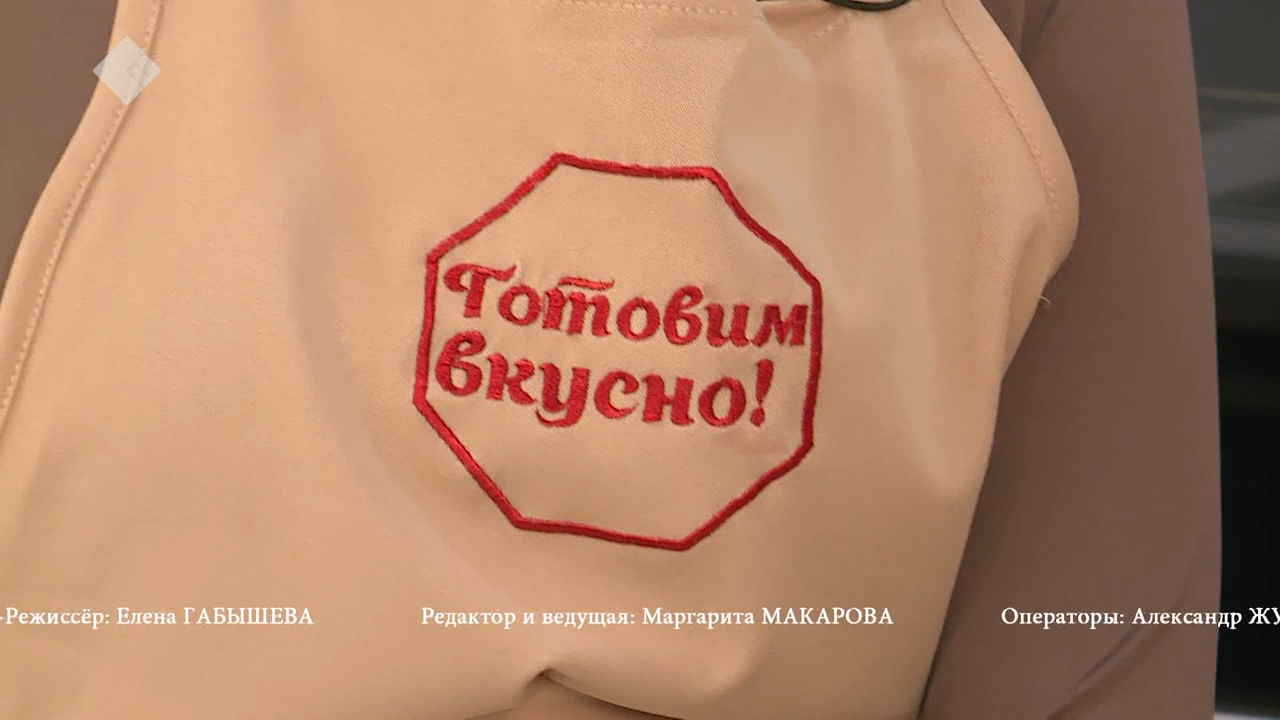 Готовим
вкусно!
-Режиссёр: Елена ГАБЫШЕВА Редактор и ведущая: Маргарита МАКАРОВА Операторы: Александр